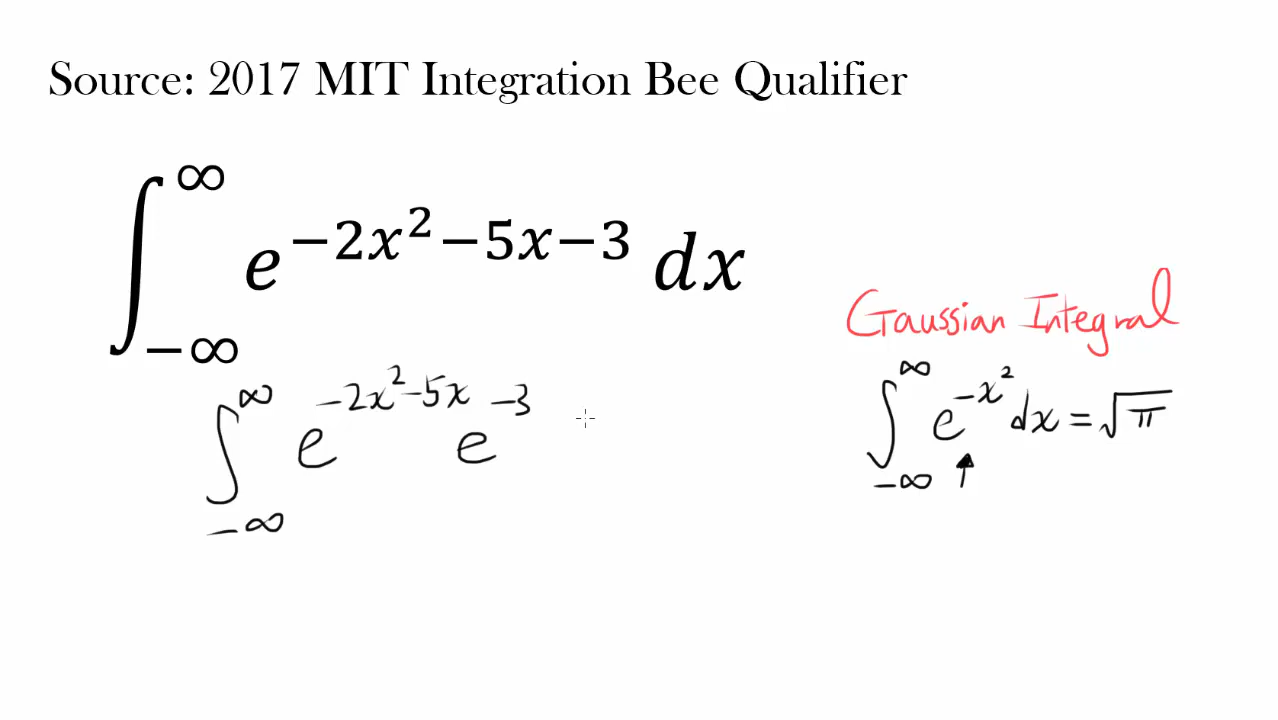 Source: 2017 MIT Integration Bee Qualifier
∫_{−∞}^{∞} e^{−2x²−5x−3} dx
Gaussian Integral
∫_{−∞}^{∞} e^{−x²} dx = √π
∫_{−∞}^{∞} e^{−2x²−5x} e^{−3}